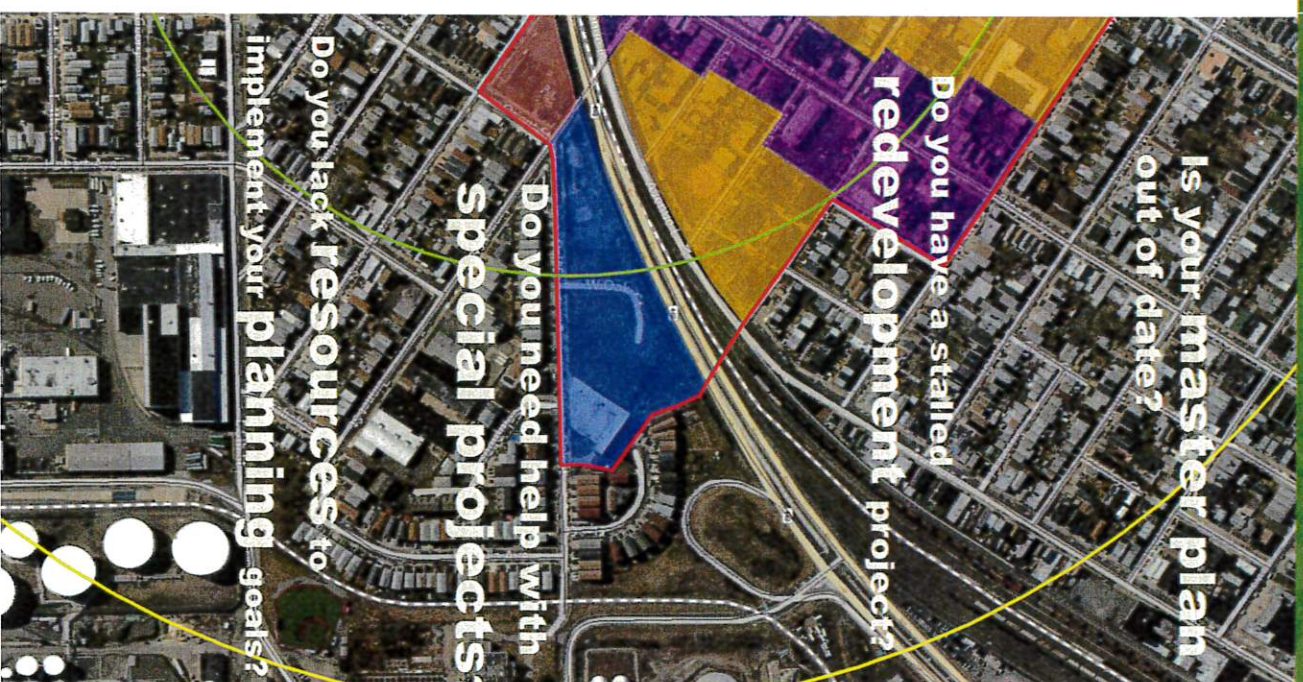 Is your master plan
out of date?
Do you have a stalled
redevelopment project?
Do you need help with
special projects
Do you lack resources to
implement your planning goals?